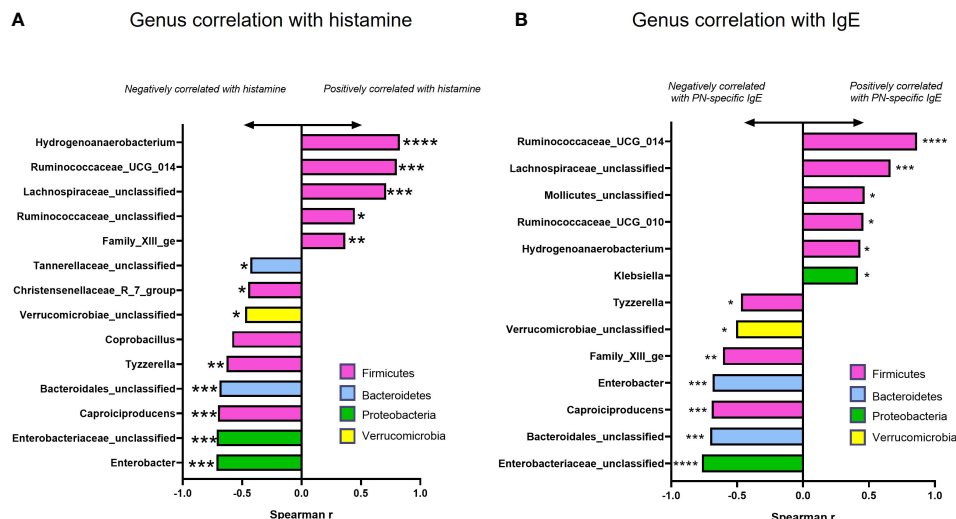 A
Genus correlation with histamine
Negatively correlated with histamine
Positively correlated with histamine
Hydrogenoanaerobacterium
****
Ruminococcaceae_UCG_014
***
Lachnospiraceae_unclassified
***
Ruminococcaceae_unclassified
*
Family_XIII_ge
**
Tannerellaceae_unclassified
*
Christensenellaceae_R_7_group
*
Verrucomicrobiae_unclassified
*
Coprobacillus
Tyzzerella
**
Bacteroidales_unclassified
***
Caproiciproducens
***
Enterobacteriaceae_unclassified
***
Enterobacter
***
Firmicutes
Bacteroidetes
Proteobacteria
Verrucomicrobia
-1.0 -0.5 0.0 0.5 1.0
Spearman r
B
Genus correlation with IgE
Negatively correlated
with PN-specific IgE
Positively correlated
with PN-specific IgE
Ruminococcaceae_UCG_014
****
Lachnospiraceae_unclassified
***
Mollicutes_unclassified
*
Ruminococcaceae_UCG_010
*
Hydrogenoanaerobacterium
*
Klebsiella
*
Tyzzerella
*
Verrucomicrobiae_unclassified
*
Family_XIII_ge
**
Enterobacter
***
Caproiciproducens
***
Bacteroidales_unclassified
***
Enterobacteriaceae_unclassified
****
Firmicutes
Bacteroidetes
Proteobacteria
Verrucomicrobia
-1.0 -0.5 0.0 0.5 1.0
Spearman r